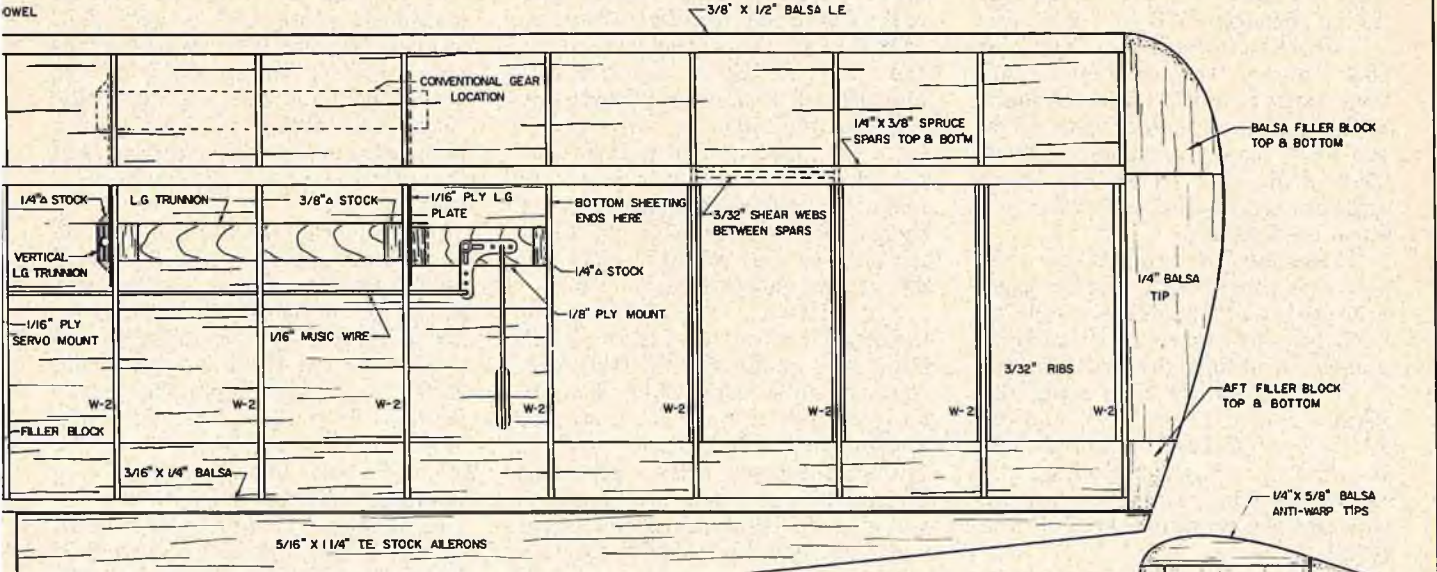 OWEL
3/8" X 1/2" BALSA L.E.
CONVENTIONAL GEAR
LOCATION
1/4" X 3/8" SPRUCE
SPARS TOP & BOT'M
BALSA FILLER BLOCK
TOP & BOTTOM
1/4"Δ STOCK
L.G TRUNNION
3/8"Δ STOCK
1/16" PLY L.G
PLATE
BOTTOM SHEETING
ENDS HERE
3/32" SHEAR WEBS
BETWEEN SPARS
VERTICAL
L.G TRUNNION
1/4"Δ STOCK
1/4" BALSA
TIP
1/8" PLY MOUNT
1/16" PLY
SERVO MOUNT
1/16" MUSIC WIRE
3/32" RIBS
AFT FILLER BLOCK
TOP & BOTTOM
W-2
W-2
W-2
W-2
W-2
W-2
W-2
W-2
FILLER BLOCK
3/16" X 1/4" BALSA
1/4" X 5/8" BALSA
ANTI-WARP TIPS
5/16" X 1 1/4" T.E. STOCK AILERONS